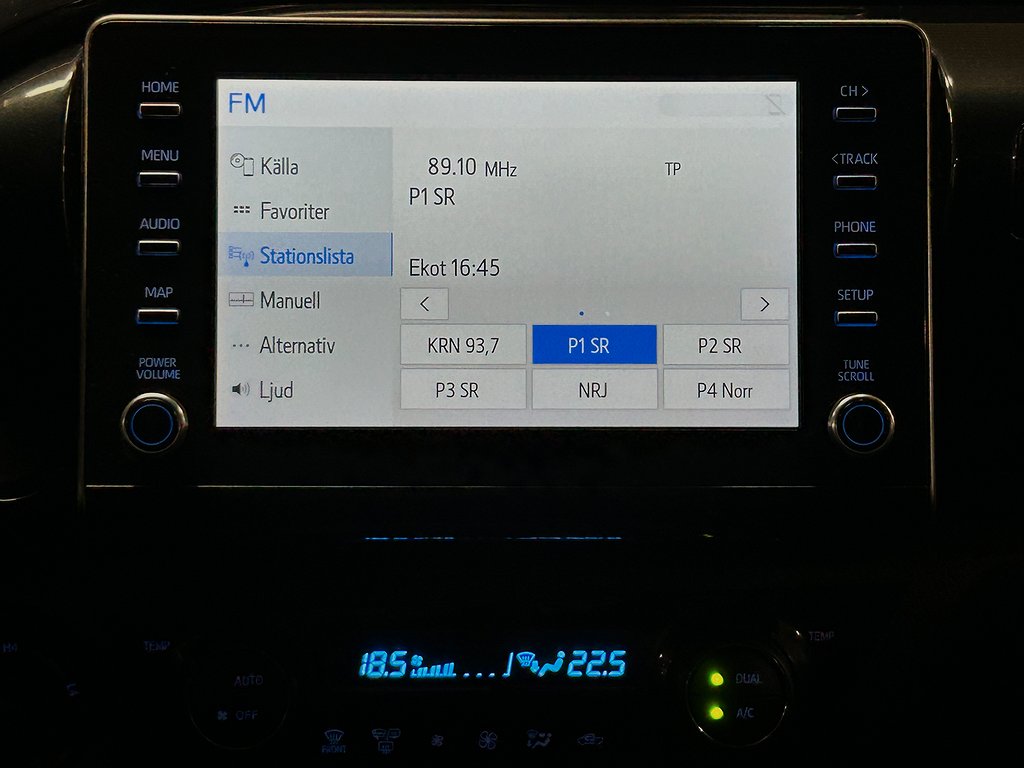 HOME
MENU
AUDIO
MAP
POWER
VOLUME
FM
Källa
Favoriter
Stationslista
Manuell
Alternativ
Ljud
89.10 MHz
TP
P1 SR
Ekot 16:45
< >
KRN 93,7
P1 SR
P2 SR
P3 SR
NRJ
P4 Norr
CH >
<TRACK
PHONE
SETUP
TUNE
SCROLL
18.5
22.5
TEMP
AUTO
OFF
TEMP
DUAL
A/C
FRONT